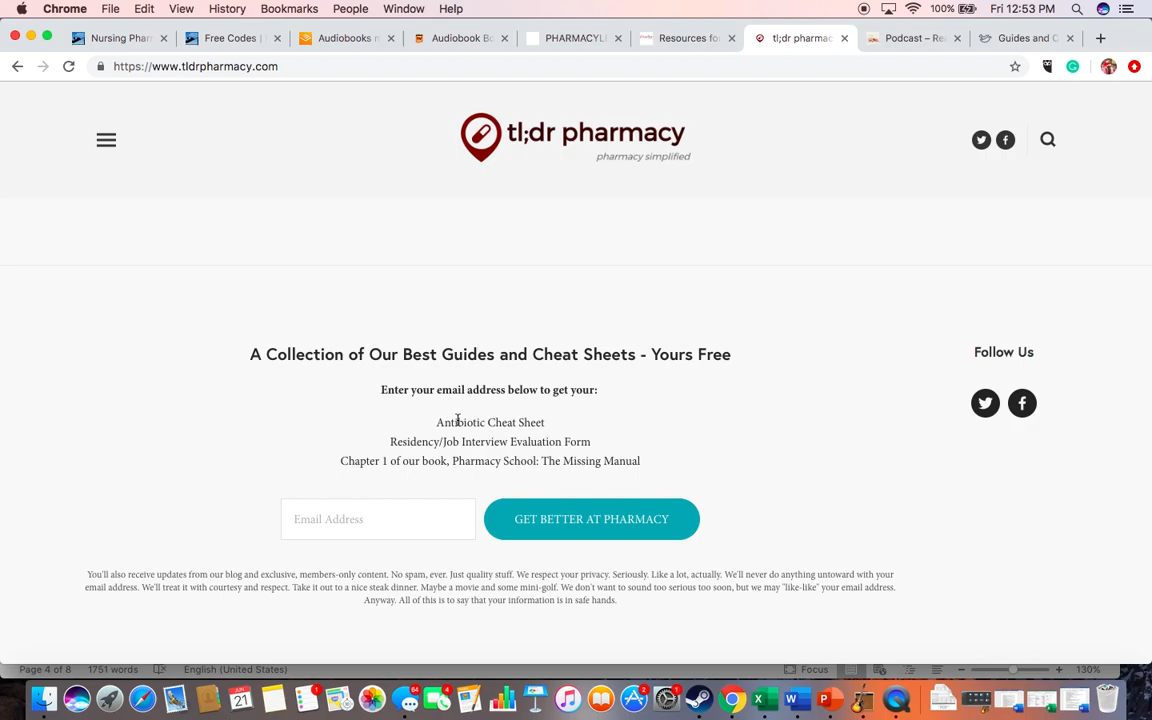 Chrome File Edit View History Bookmarks People Window Help 100% Fri 12:53 PM
Nursing Phar Free Codes | Audiobooks Audiobook Bo PHARMACYL Resources fo tl;dr pharmac Podcast – Re Guides and C
https://www.tldrpharmacy.com
tl;dr pharmacy
pharmacy simplified
A Collection of Our Best Guides and Cheat Sheets - Yours Free
Follow Us
Enter your email address below to get your:
Antibiotic Cheat Sheet
Residency/Job Interview Evaluation Form
Chapter 1 of our book, Pharmacy School: The Missing Manual
Email Address GET BETTER AT PHARMACY
You'll also receive updates from our blog and exclusive, members-only content. No spam, ever. Just quality stuff. We respect your privacy. Seriously. Like a lot, actually. We'll never do anything untoward with your
email address. We'll treat it with courtesy and respect. Take it out to a nice steak dinner. Maybe a movie and some mini-golf. We don't want to sound too serious too soon, but we may "like-like" your email address.
Anyway. All of this is to say that your information is in safe hands.
Page 4 of 8 1751 words English (United States) Focus 130%
JUN 21 1 64 4 2 1